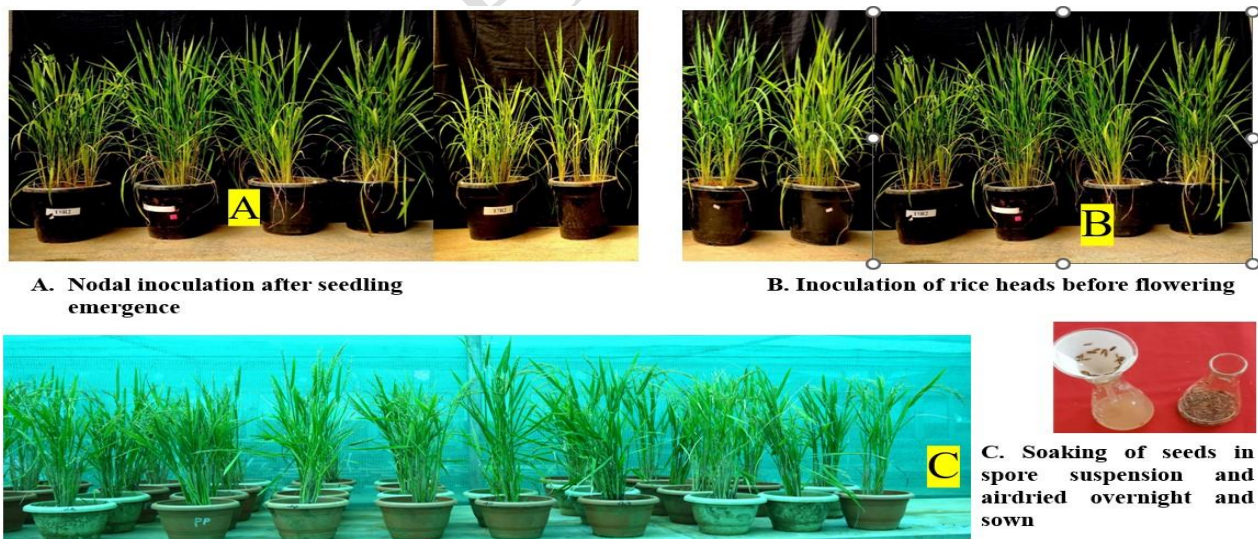 A
B
A. Nodal inoculation after seedling
emergence
B. Inoculation of rice heads before flowering
C
PP
C. Soaking of seeds in
spore suspension and
airdried overnight and
sown